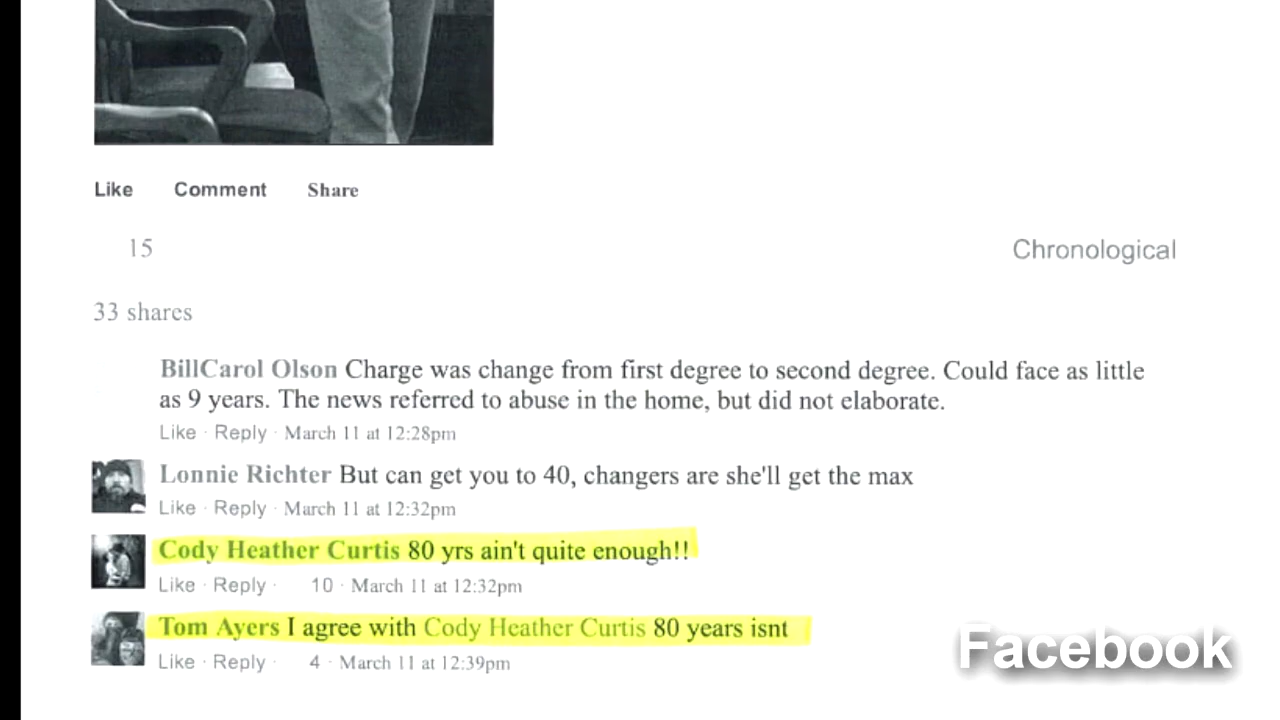 Like Comment Share
15 Chronological
33 shares
BillCarol Olson Charge was change from first degree to second degree. Could face as little
as 9 years. The news referred to abuse in the home, but did not elaborate.
Like · Reply · March 11 at 12:28pm
Lonnie Richter But can get you to 40, changers are she'll get the max
Like · Reply · March 11 at 12:32pm
Cody Heather Curtis 80 yrs ain't quite enough!!
Like · Reply · 10 · March 11 at 12:32pm
Tom Ayers I agree with Cody Heather Curtis 80 years isnt
Like · Reply · 4 · March 11 at 12:39pm
Facebook